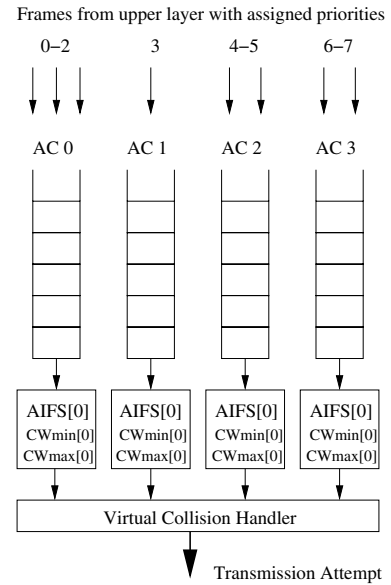 Frames from upper layer with assigned priorities
0−2 3 4−5 6−7
AC 0 AC 1 AC 2 AC 3
AIFS[0] AIFS[0] AIFS[0] AIFS[0]
CWmin[0] CWmin[0] CWmin[0] CWmin[0]
CWmax[0] CWmax[0] CWmax[0] CWmax[0]
Virtual Collision Handler
Transmission Attempt